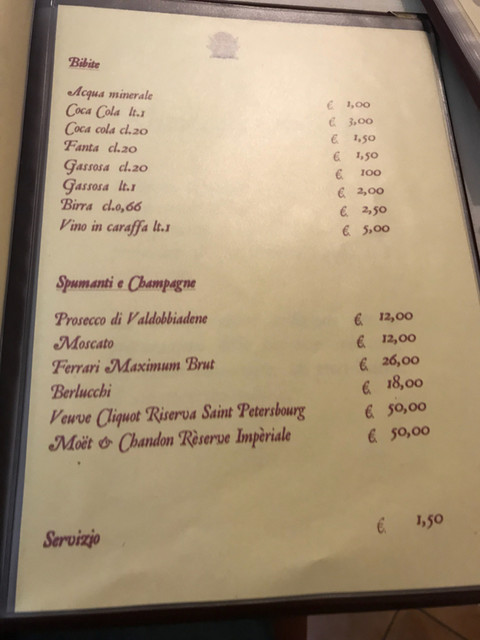 Bibite
Acqua minerale € 1,00
Coca Cola lt.1 € 3,00
Coca cola cl.20 € 1,50
Fanta cl.20 € 1,50
Gassosa cl.20 € 100
Gassosa lt.1 € 2,00
Birra cl.0,66 € 2,50
Vino in caraffa lt.1 € 5,00
Spumanti e Champagne
Prosecco di Valdobbiadene € 12,00
Moscato € 12,00
Ferrari Maximum Brut € 26,00
Berlucchi € 18,00
Veuve Cliquot Riserva Saint Petersbourg € 50,00
Moët & Chandon Rèserve Impèriale € 50,00
Servizio € 1,50